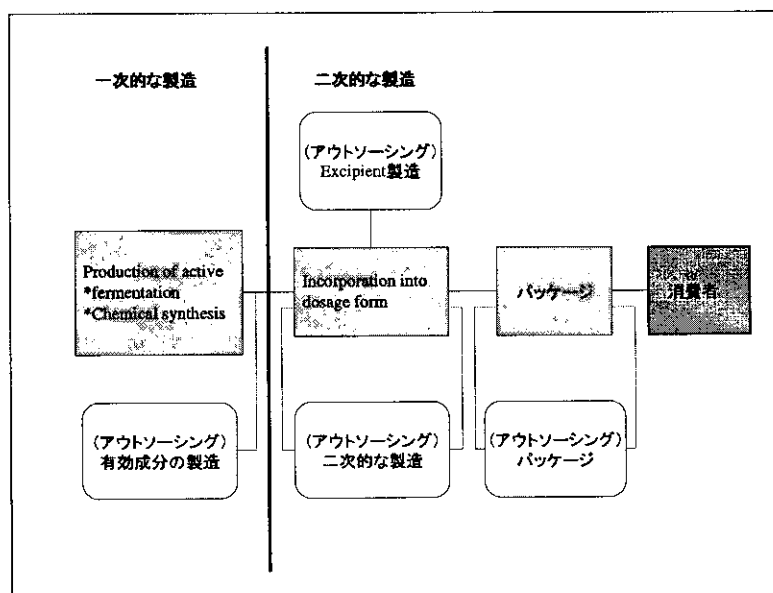 一次的な製造
二次的な製造
(アウトソーシング)
Excipient製造
Production of active
*fermentation
*Chemical synthesis
Incorporation into
dosage form
パッケージ
消費者
(アウトソーシング)
有効成分の製造
(アウトソーシング)
二次的な製造
(アウトソーシング)
パッケージ